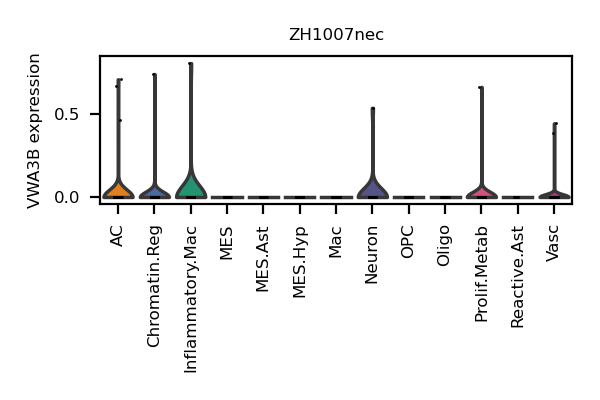 ZH1007nec
VWA3B expression
0.5
0.0
AC
Chromatin.Reg
Inflammatory.Mac
MES
MES.Ast
MES.Hyp
Mac
Neuron
OPC
Oligo
Prolif.Metab
Reactive.Ast
Vasc